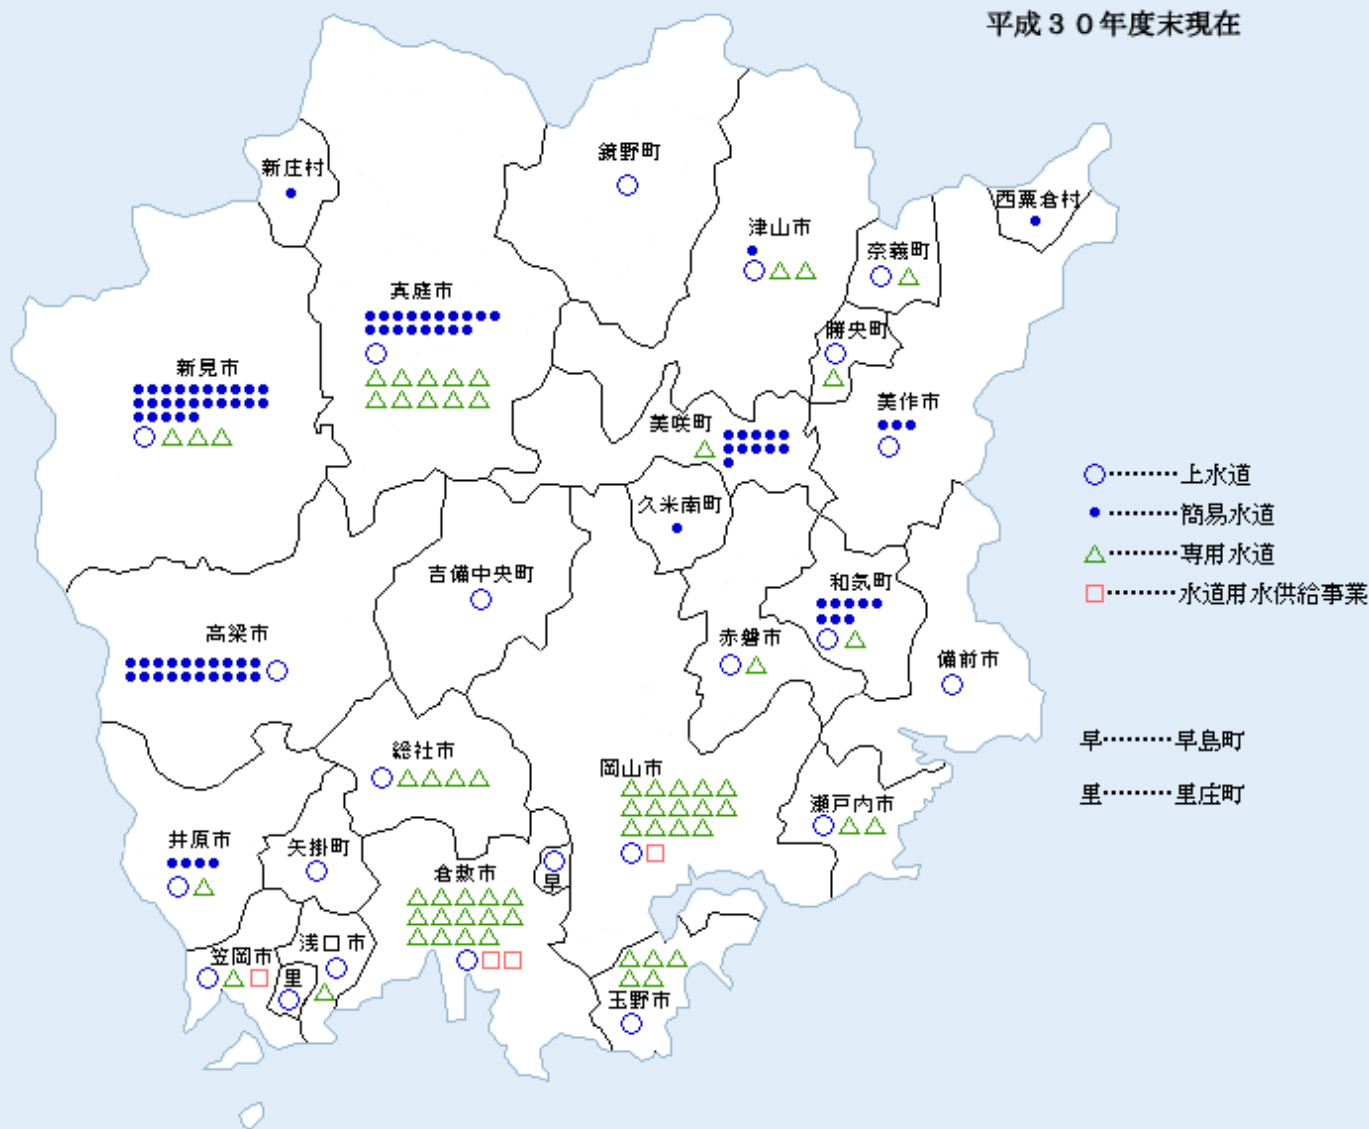 平成３０年度末現在
新庄村
鏡野町
西粟倉村
津山市
奈義町
真庭市
勝央町
新見市
美作市
美咲町
久米南町
吉備中央町
和気町
高梁市
赤磐市
備前市
総社市
岡山市
瀬戸内市
井原市
矢掛町
早
倉敷市
浅口市
笠岡市
里
玉野市
○………上水道
●………簡易水道
△………専用水道
□………水道用水供給事業
早………早島町
里………里庄町